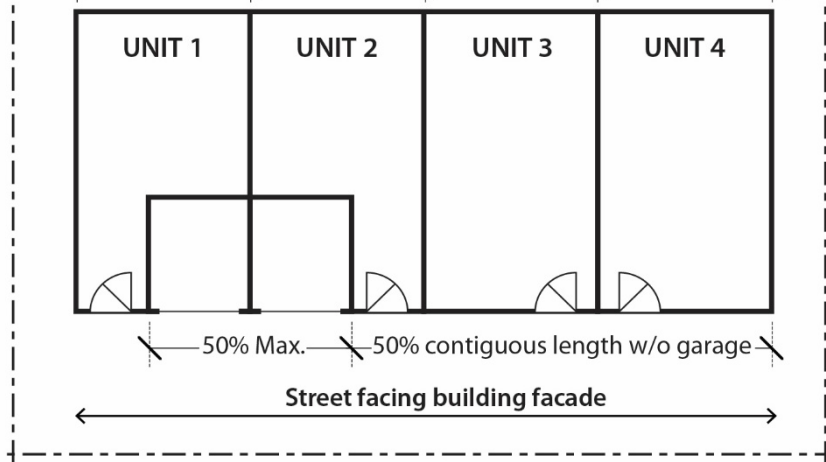 UNIT 1 UNIT 2 UNIT 3 UNIT 4
50% Max. 50% contiguous length w/o garage
Street facing building facade